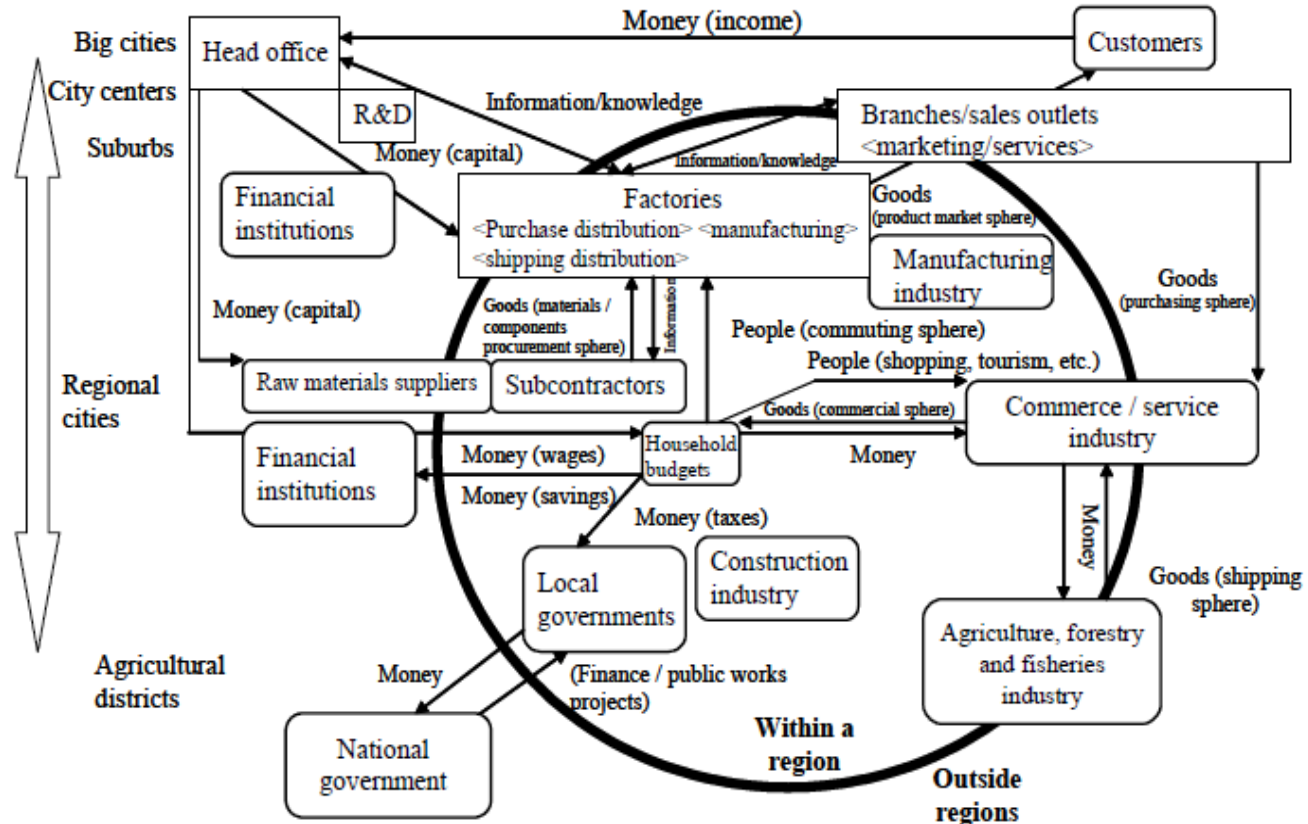 Big cities
City centers
Suburbs
Regional
cities
Agricultural
districts
Head office
R&D
Money (income)
Customers
Information/knowledge
Money (capital)
Branches/sales outlets
<marketing/services>
Information/knowledge
Financial
institutions
Factories
<Purchase distribution> <manufacturing>
<shipping distribution>
Goods
(product market sphere)
Manufacturing
industry
Goods
(purchasing sphere)
Money (capital)
Goods (materials /
components
procurement sphere)
Information
People (commuting sphere)
People (shopping, tourism, etc.)
Raw materials suppliers
Subcontractors
Goods (commercial sphere)
Commerce / service
industry
Financial
institutions
Money (wages)
Money (savings)
Household
budgets
Money
Money (taxes)
Local
governments
Construction
industry
Money
Goods (shipping
sphere)
Agriculture, forestry
and fisheries
industry
Money
(Finance / public works
projects)
National
government
Within a
region
Outside
regions